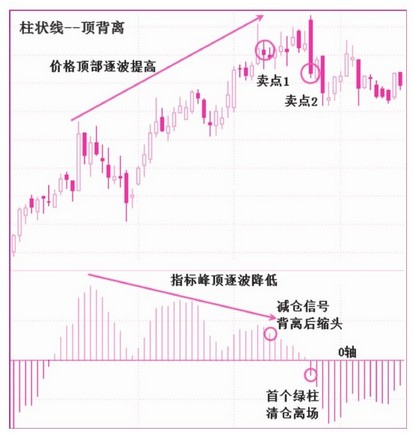 柱状线--顶背离
价格顶部逐波提高
卖点1
卖点2
指标峰顶逐波降低
减仓信号
背离后缩头
0轴
首个绿柱
清仓离场